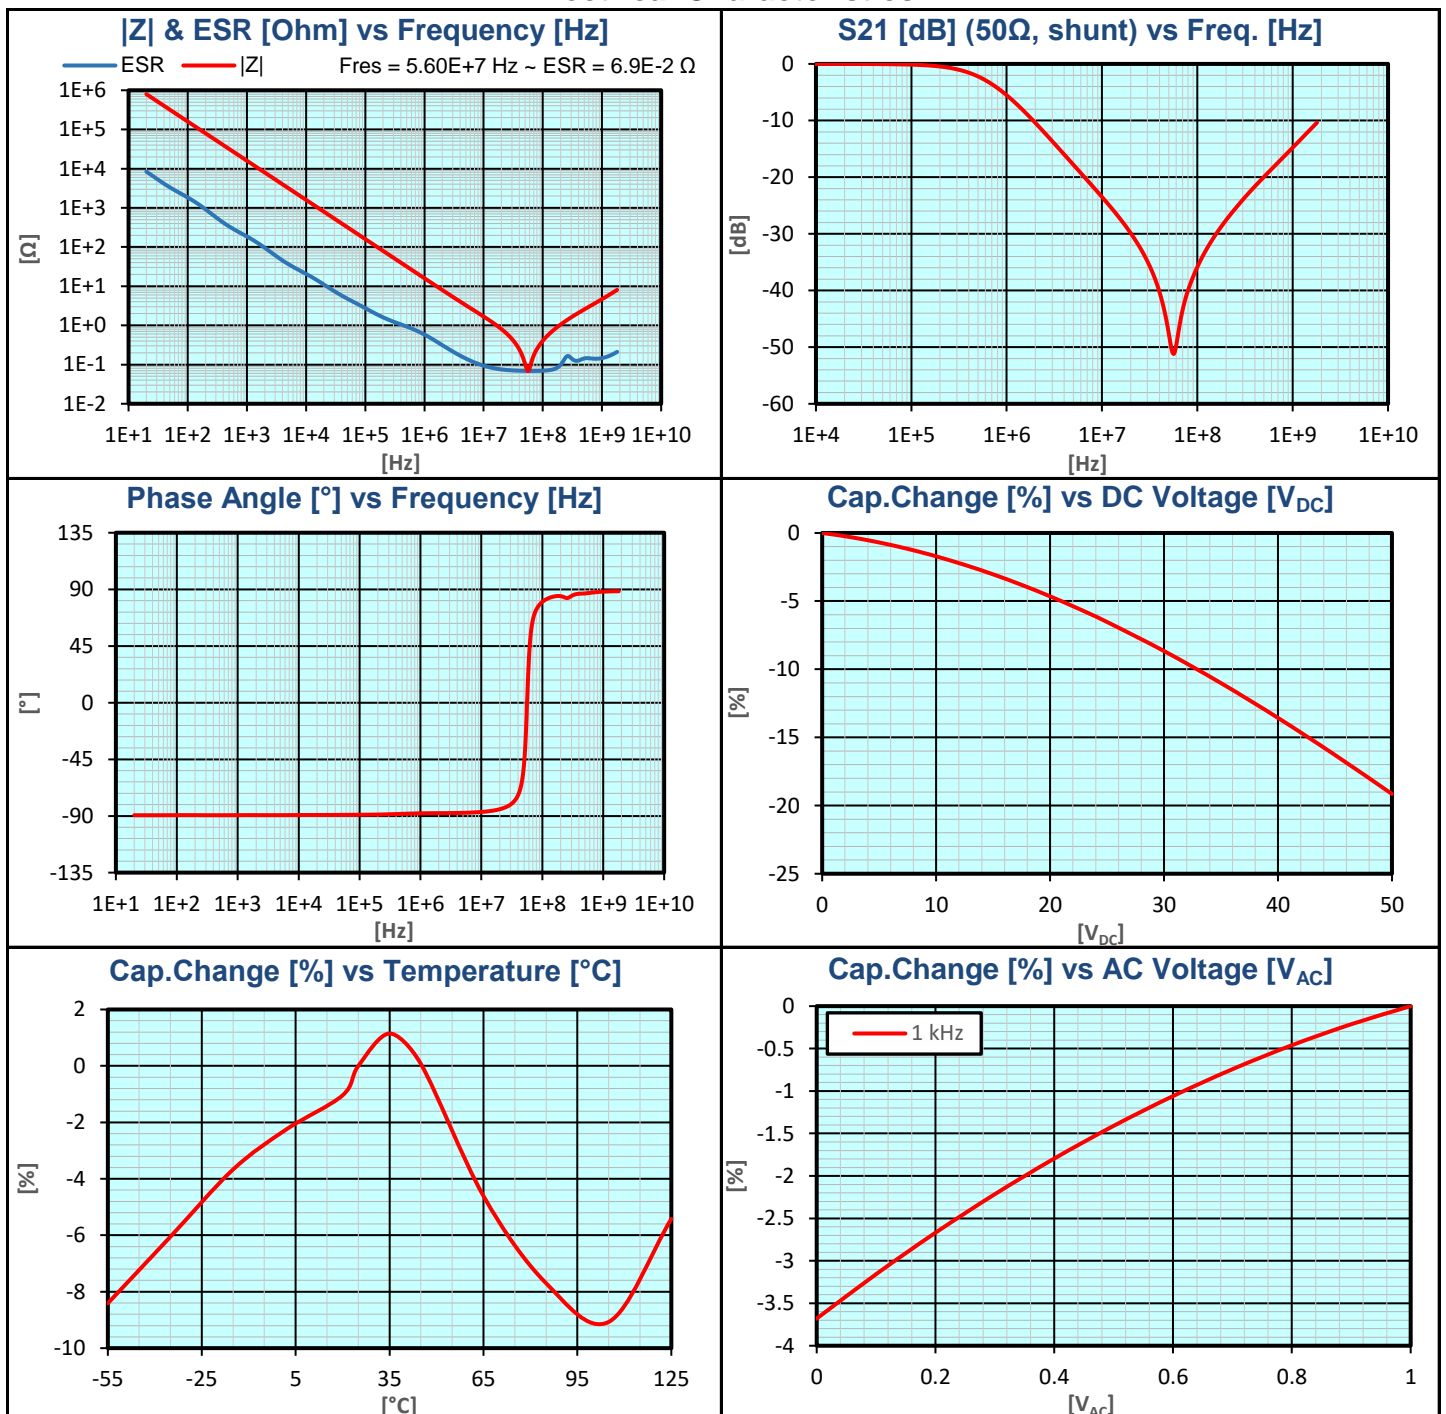 |Z| & ESR [Ohm] vs Frequency [Hz]
ESR |Z| Fres = 5.60E+7 Hz ~ ESR = 6.9E-2 Ω
1E+6
1E+5
1E+4
1E+3
1E+2
1E+1
1E+0
1E-1
1E-2
[Ω]
1E+1 1E+2 1E+3 1E+4 1E+5 1E+6 1E+7 1E+8 1E+9 1E+10
[Hz]
S21 [dB] (50Ω, shunt) vs Freq. [Hz]
0
-10
-20
-30
-40
-50
-60
[dB]
1E+4 1E+5 1E+6 1E+7 1E+8 1E+9 1E+10
[Hz]
Phase Angle [°] vs Frequency [Hz]
135
90
45
0
-45
-90
-135
[°]
1E+1 1E+2 1E+3 1E+4 1E+5 1E+6 1E+7 1E+8 1E+9 1E+10
[Hz]
Cap.Change [%] vs DC Voltage [VDC]
0
-5
-10
-15
-20
-25
[%]
0 10 20 30 40 50
[VDC]
Cap.Change [%] vs Temperature [°C]
2
0
-2
-4
-6
-8
-10
[%]
-55 -25 5 35 65 95 125
[°C]
Cap.Change [%] vs AC Voltage [VAC]
1 kHz
0
-0.5
-1
-1.5
-2
-2.5
-3
-3.5
-4
[%]
0 0.2 0.4 0.6 0.8 1
[VAC]